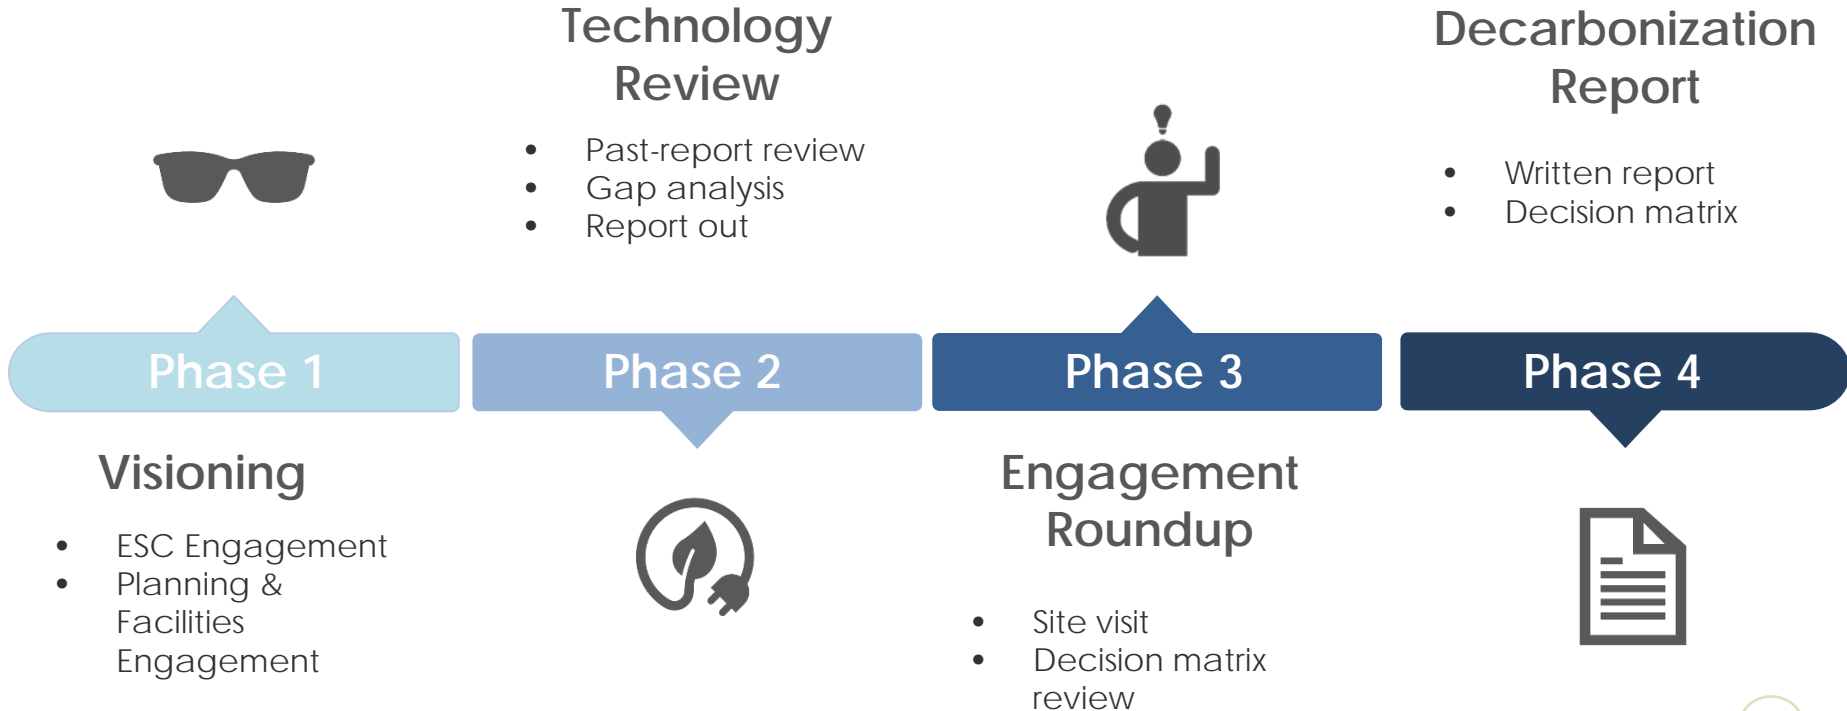 Technology
Review
• Past-report review
• Gap analysis
• Report out
Decarbonization
Report
• Written report
• Decision matrix
Phase 1
Phase 2
Phase 3
Phase 4
Visioning
• ESC Engagement
• Planning &
Facilities
Engagement
Engagement
Roundup
• Site visit
• Decision matrix
review